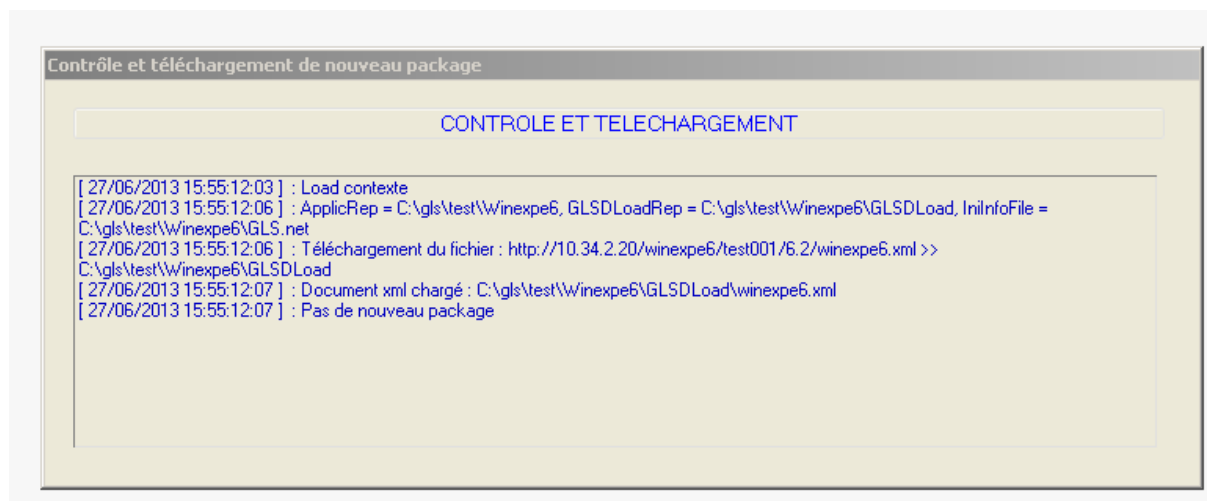 Contrôle et téléchargement de nouveau package
CONTROLE ET TELECHARGEMENT
[ 27/06/2013 15:55:12:03 ] : Load contexte
[ 27/06/2013 15:55:12:06 ] : ApplicRep = C:\gls\test\Winexpe6, GLSDLoadRep = C:\gls\test\Winexpe6\GLSDLoad, IniInfoFile =
C:\gls\test\Winexpe6\GLS.net
[ 27/06/2013 15:55:12:06 ] : Téléchargement du fichier : http://10.34.2.20/winexpe6/test001/6.2/winexpe6.xml >>
C:\gls\test\Winexpe6\GLSDLoad
[ 27/06/2013 15:55:12:07 ] : Document xml chargé : C:\gls\test\Winexpe6\GLSDLoad\winexpe6.xml
[ 27/06/2013 15:55:12:07 ] : Pas de nouveau package